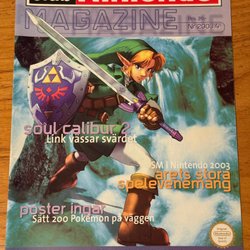 Nintendo
MAGAZINE
soul calibur 2
Link vässar svärdet
SM i Nintendo 2003
årets stora
spelevenemang
poster ingår
Sätt 200 Pokémon på väggen